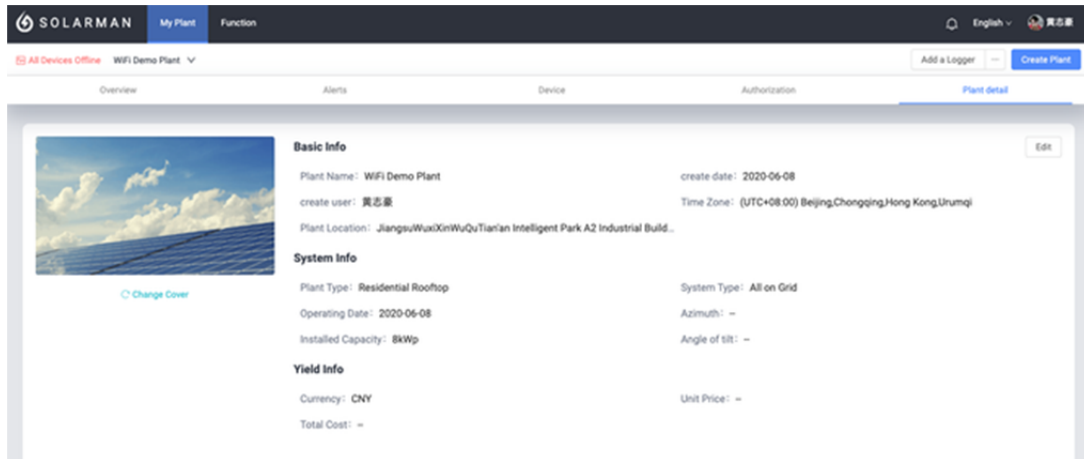 SOLARMAN My Plant Function English 黄志豪
All Devices Offline WiFi Demo Plant Add a Logger ··· Create Plant
Overview Alerts Device Authorization Plant detail
Basic Info Edit
Plant Name: WiFi Demo Plant create date: 2020-06-08
create user: 黄志豪 Time Zone: (UTC+08:00) Beijing,Chongqing,Hong Kong,Urumqi
Plant Location: JiangsuWuxiXinWuQuTian'an Intelligent Park A2 Industrial Build...
System Info
Change Cover Plant Type: Residential Rooftop System Type: All on Grid
Operating Date: 2020-06-08 Azimuth: --
Installed Capacity: 8kWp Angle of tilt: --
Yield Info
Currency: CNY Unit Price: --
Total Cost: --